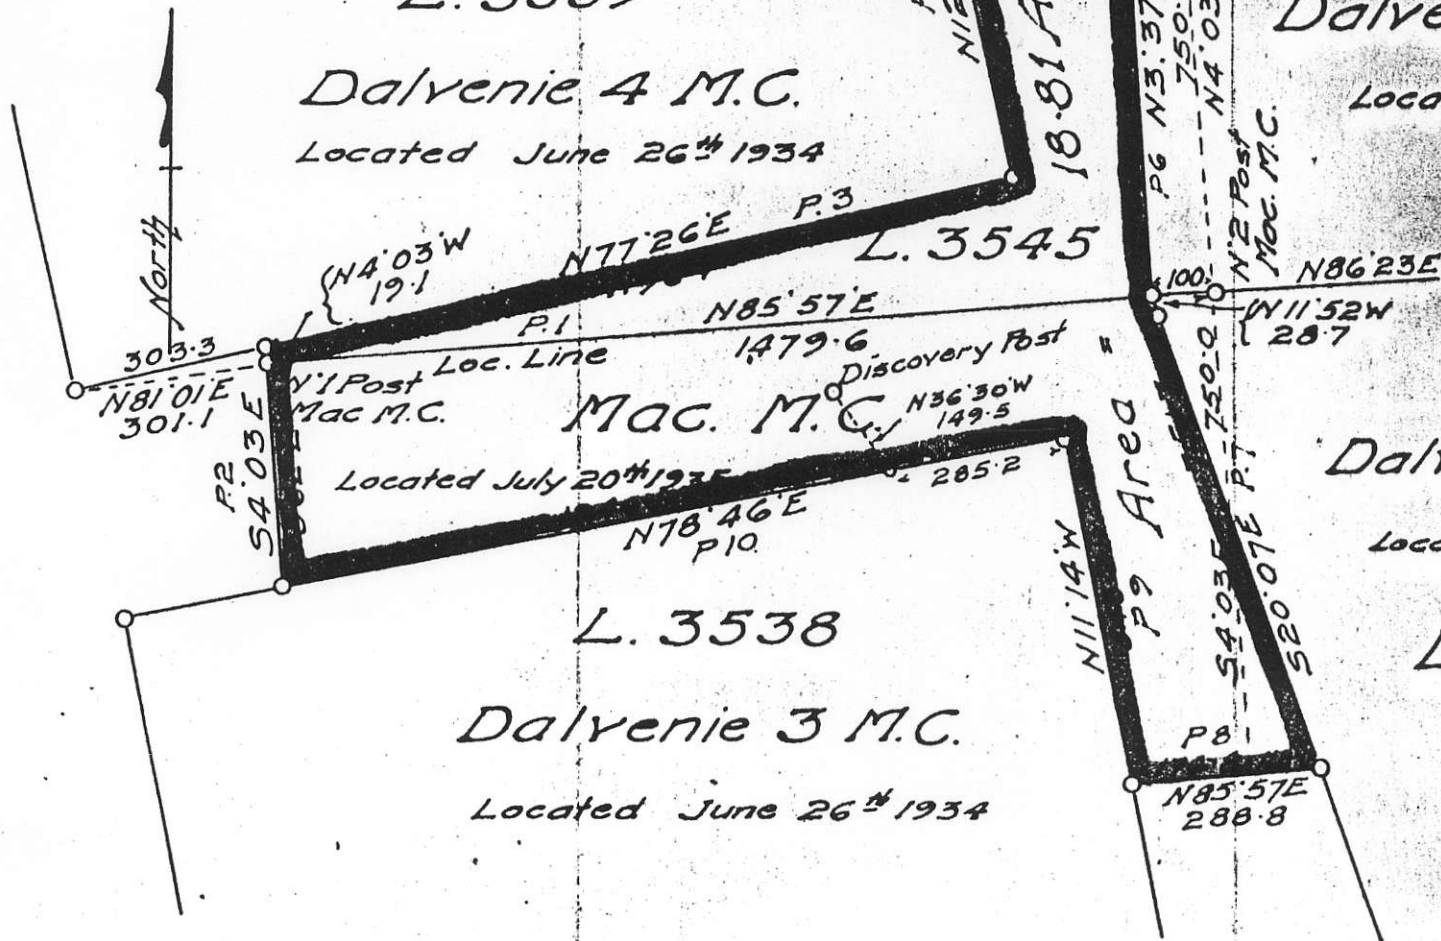 Dalvenie 4 M.C.
Located June 26th 1934
North
(N4°03'W
19.1
N77°26'E
P.3
L. 3545
18.81 A
P6 N3°37
750.
N4°03
N°2 Post
Mac. M.C.
100
N86°23'E
(N11°52'W
28.7
303.3
N81°01'E
301.1
P.1
Loc. Line
N85°57'E
1479.6
N°1 Post
Mac M.C.
Discovery Post
Mac. M.C.
N36°30'W
149.5
Located July 20th 1935
P.2
S4°03'E
N78°46'E
P10
285.2
N11°14'W
P9
Area =
750.0
S4°03'E
S20°07'E P.7
L. 3538
Dalvenie 3 M.C.
Located June 26th 1934
P8
N85°57'E
288.8